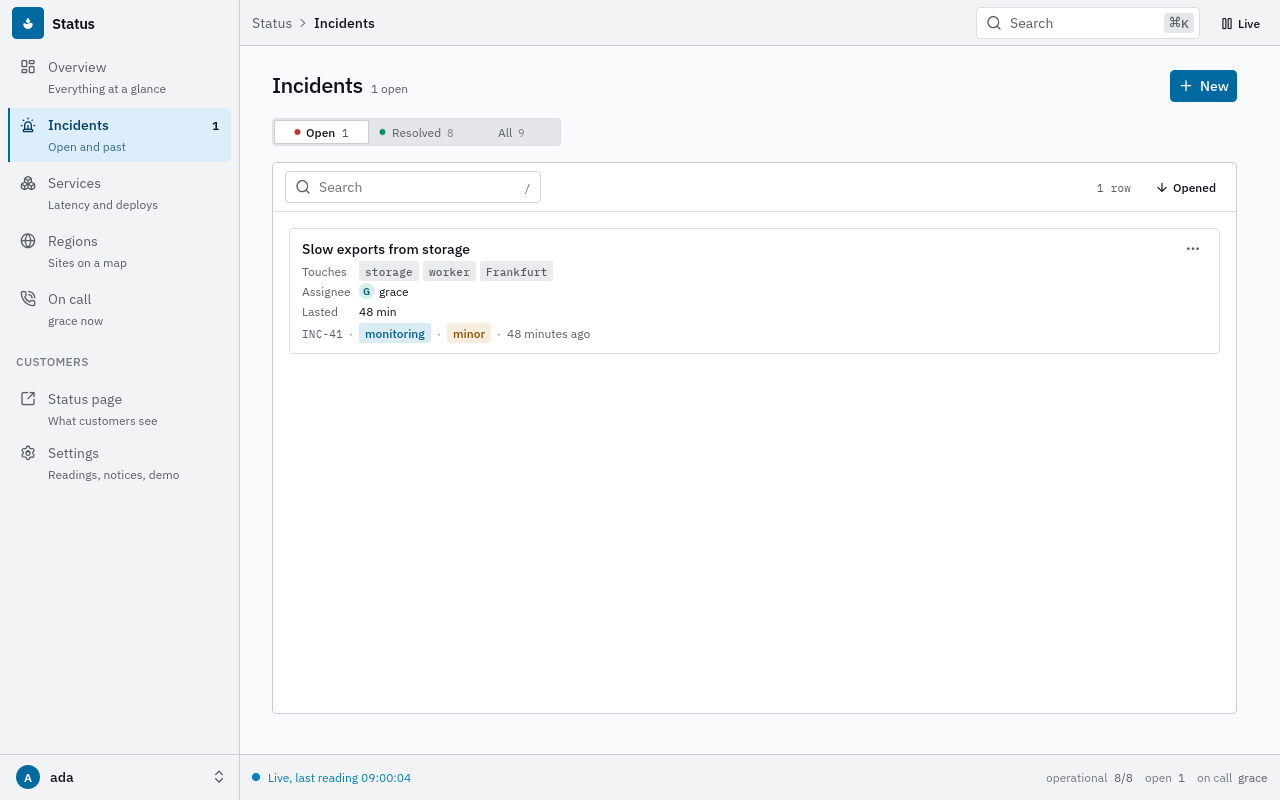 Status
Overview
Everything at a glance
Incidents 1
Open and past
Services
Latency and deploys
Regions
Sites on a map
On call
grace now
CUSTOMERS
Status page
What customers see
Settings
Readings, notices, demo
A ada
Status > Incidents
Search ⌘K
Live
Incidents 1 open
New
Open 1 Resolved 8 All 9
Search /
1 row
Opened
Slow exports from storage
Touches storage worker Frankfurt
Assignee G grace
Lasted 48 min
INC-41 · monitoring · minor · 48 minutes ago
Live, last reading 09:00:04
operational 8/8 open 1 on call grace